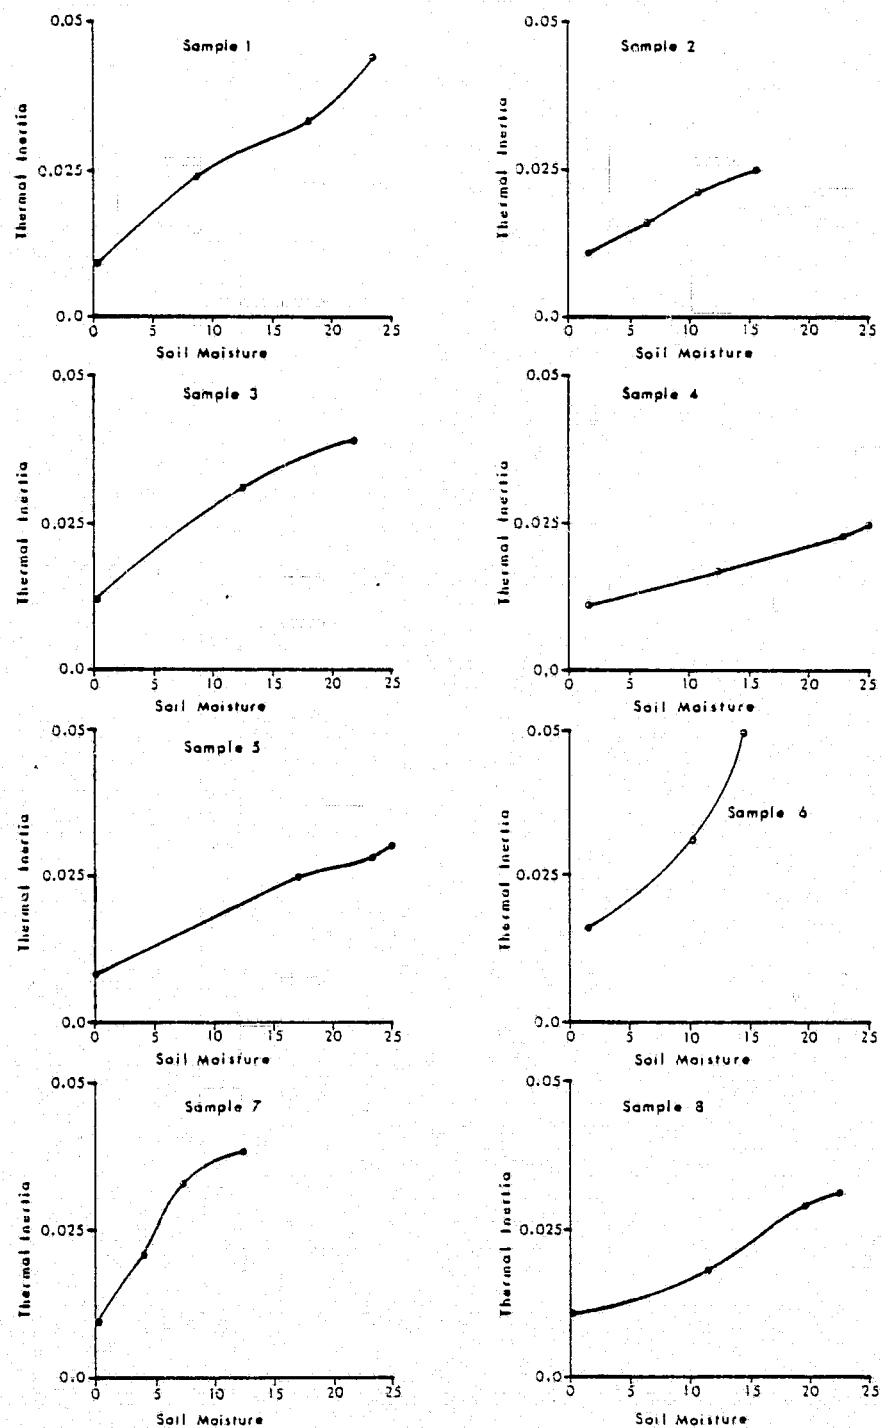 0.05
Sample 1
Thermal Inertia
0.025
0.0
0 5 10 15 20 25
Soil Moisture
0.05
Sample 2
Thermal Inertia
0.025
0.0
0 5 10 15 20 25
Soil Moisture
0.05
Sample 3
Thermal Inertia
0.025
0.0
0 5 10 15 20 25
Soil Moisture
0.05
Sample 4
Thermal Inertia
0.025
0.0
0 5 10 15 20 25
Soil Moisture
0.05
Sample 5
Thermal Inertia
0.025
0.0
0 5 10 15 20 25
Soil Moisture
0.05
Sample 6
Thermal Inertia
0.025
0.0
0 5 10 15 20 25
Soil Moisture
0.05
Sample 7
Thermal Inertia
0.025
0.0
0 5 10 15 20 25
Soil Moisture
0.05
Sample 8
Thermal Inertia
0.025
0.0
0 5 10 15 20 25
Soil Moisture